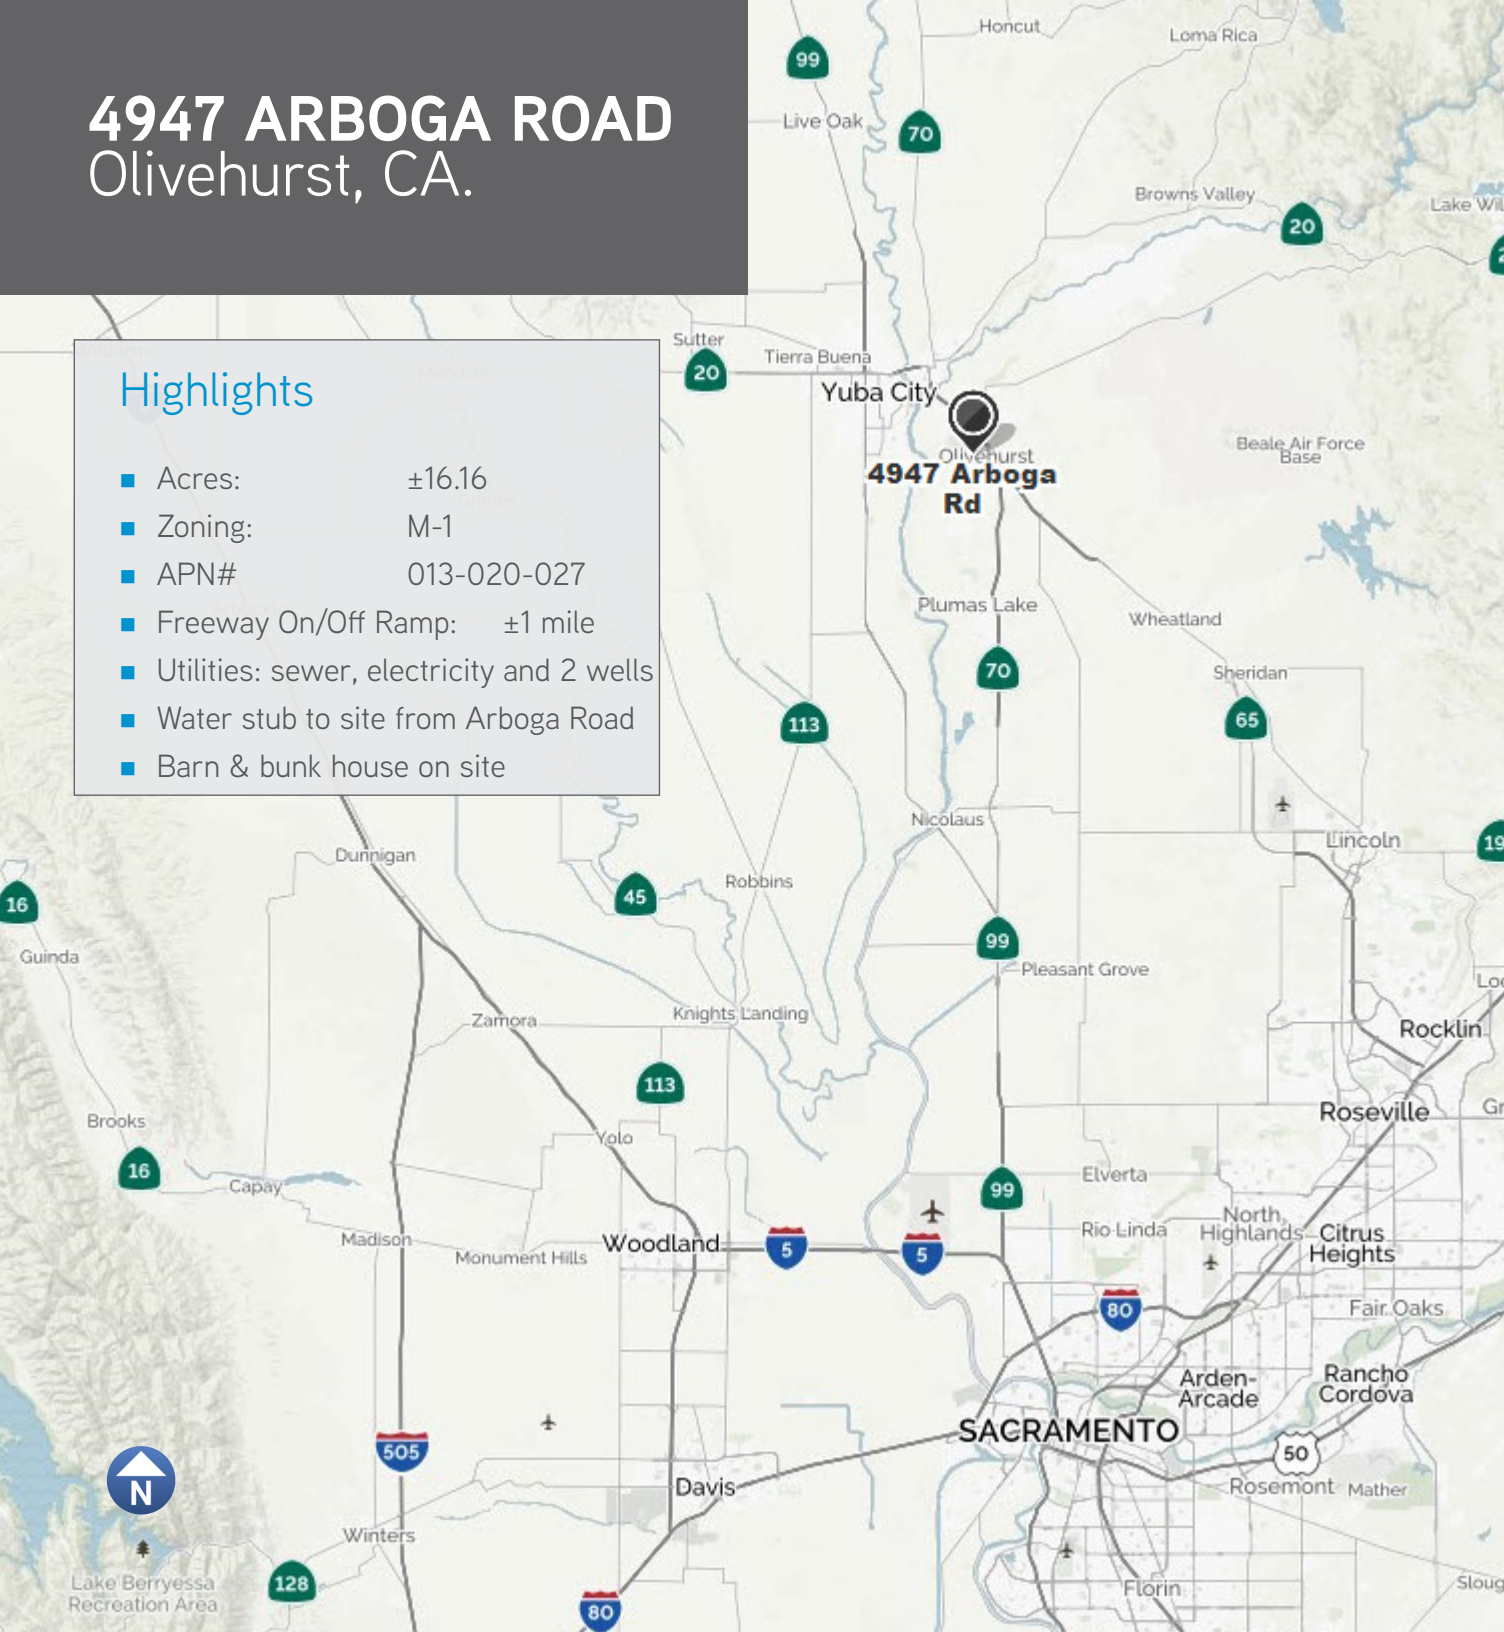 4947 ARBOGA ROAD
Olivehurst, CA.
Highlights
Acres: ±16.16
Zoning: M-1
APN# 013-020-027
Freeway On/Off Ramp: ±1 mile
Utilities: sewer, electricity and 2 wells
Water stub to site from Arboga Road
Barn & bunk house on site
Honcut
Loma Rica
99
Live Oak
70
Browns Valley
20
Sutter
20
Tierra Buena
Yuba City
Olivehurst
4947 Arboga
Rd
Beale Air Force
Base
Plumas Lake
Wheatland
70
Sheridan
65
113
Nicolaus
Lincoln
Dunnigan
16
45
Robbins
Guinda
99
Pleasant Grove
Zamora
Knights Landing
Rocklin
113
Brooks
Yolo
Roseville
16
Capay
99
Elverta
Madison
Monument Hills
Woodland
5
5
Rio Linda
North
Highlands
Citrus
Heights
80
Fair Oaks
Arden-
Arcade
Rancho
Cordova
SACRAMENTO
505
50
N
Davis
Rosemont
Mather
Winters
Lake Berryessa
Recreation Area
128
80
Florin